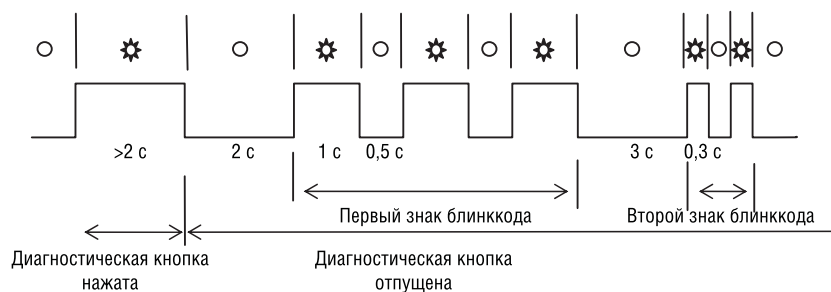 >2 с 2 с 1 с 0,5 с 3 с 0,3 с
Первый знак блинккода
Второй знак блинккода
Диагностическая кнопка
нажата
Диагностическая кнопка
отпущена